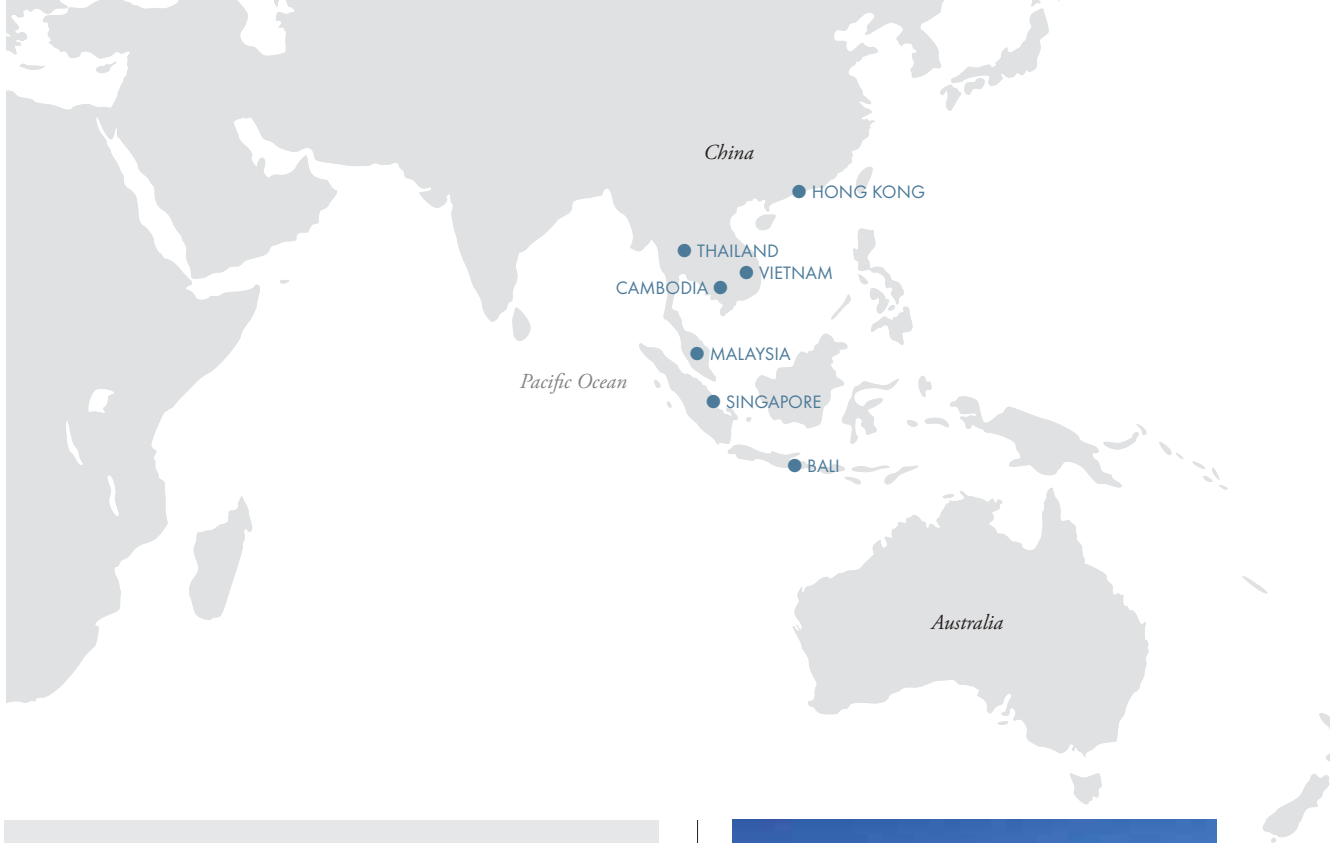 China
HONG KONG
THAILAND
VIETNAM
CAMBODIA
MALAYSIA
Pacific Ocean
SINGAPORE
BALI
Australia